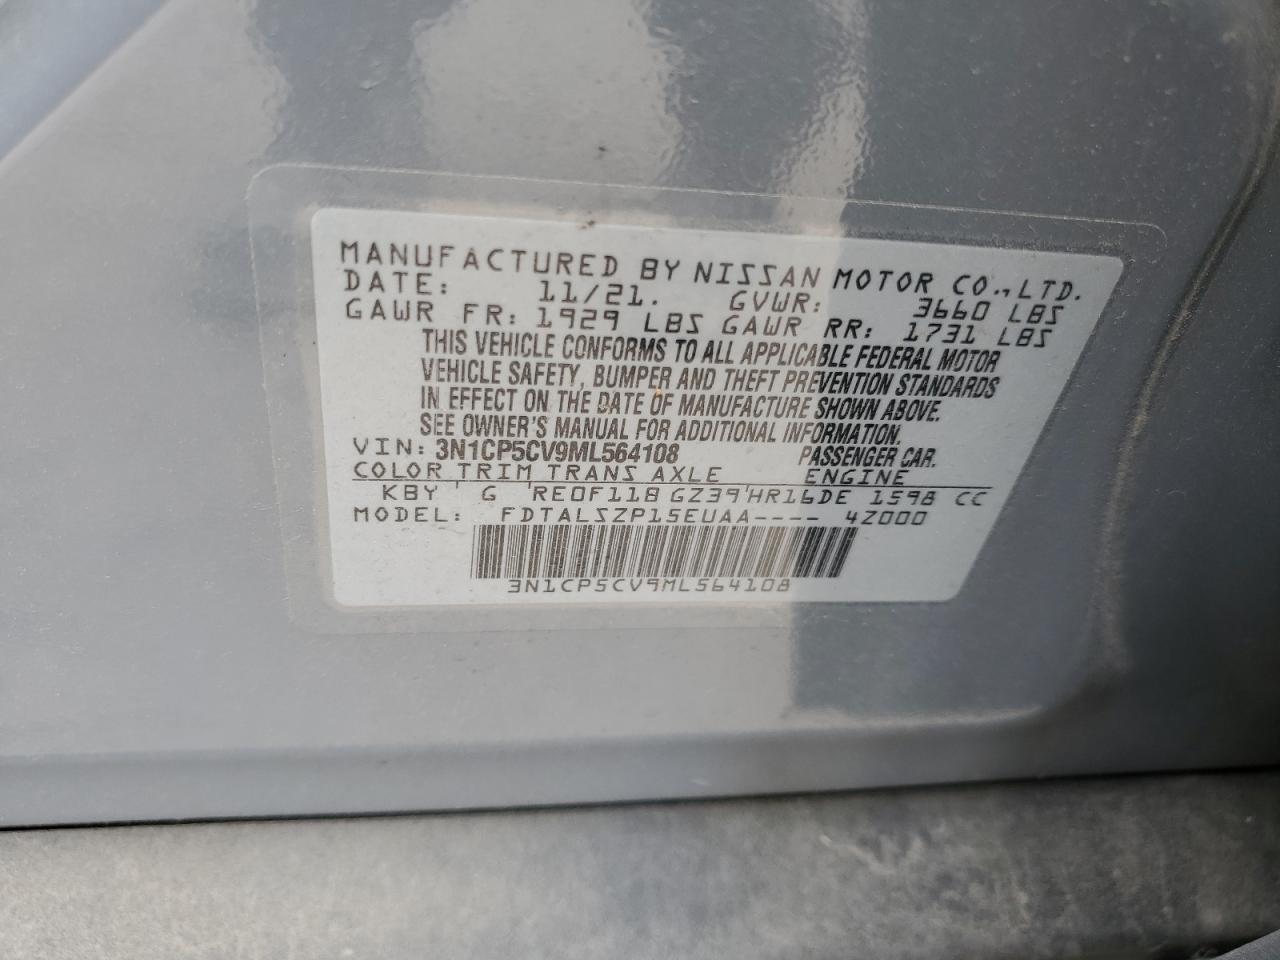 MANUFACTURED BY NISSAN MOTOR CO., LTD.
DATE: 11/21. GVWR: 3660 LBS
GAWR FR: 1929 LBS GAWR RR: 1731 LBS
THIS VEHICLE CONFORMS TO ALL APPLICABLE FEDERAL MOTOR
VEHICLE SAFETY, BUMPER AND THEFT PREVENTION STANDARDS
IN EFFECT ON THE DATE OF MANUFACTURE SHOWN ABOVE.
SEE OWNER'S MANUAL FOR ADDITIONAL INFORMATION.
VIN: 3N1CP5CV9ML564108 PASSENGER CAR.
COLOR TRIM TRANS AXLE ENGINE
KBY ' G 'RE0F11B GZ39'HR16DE 1598 CC
MODEL: FDTALSZP15EUAA---- 4Z000
3N1CP5CV9ML564108